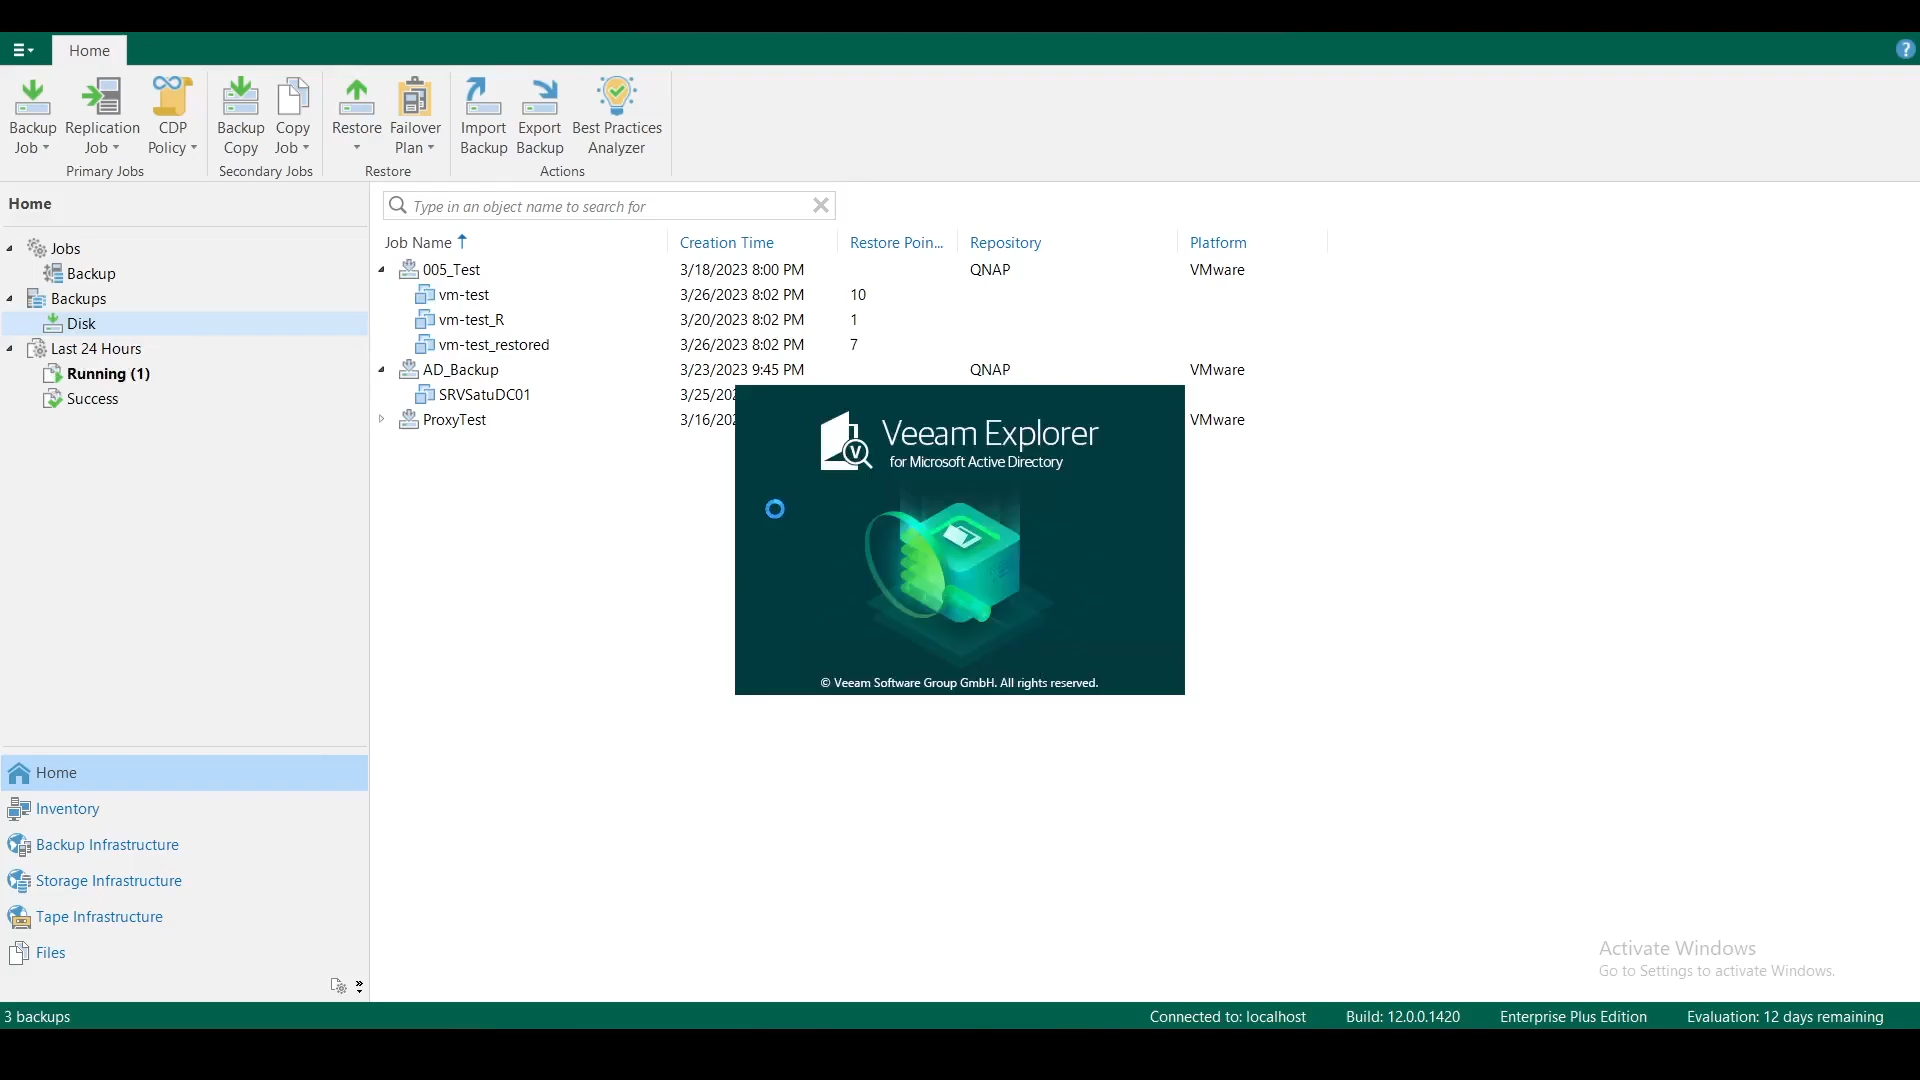 Home
Backup Job
Replication Job
CDP Policy
Primary Jobs
Backup Copy
Copy Job
Secondary Jobs
Restore
Failover Plan
Restore
Import Backup
Export Backup
Best Practices Analyzer
Actions
Home
Jobs
Backup
Backups
Disk
Last 24 Hours
Running (1)
Success
Type in an object name to search for
Job Name Creation Time Restore Poin... Repository Platform
005_Test 3/18/2023 8:00 PM QNAP VMware
vm-test 3/26/2023 8:02 PM 10
vm-test_R 3/20/2023 8:02 PM 1
vm-test_restored 3/26/2023 8:02 PM 7
AD_Backup 3/23/2023 9:45 PM QNAP VMware
SRVSatuDC01 3/25/202
ProxyTest 3/16/202 VMware
Veeam Explorer
for Microsoft Active Directory
© Veeam Software Group GmbH. All rights reserved.
Home
Inventory
Backup Infrastructure
Storage Infrastructure
Tape Infrastructure
Files
Activate Windows
Go to Settings to activate Windows.
3 backups Connected to: localhost Build: 12.0.0.1420 Enterprise Plus Edition Evaluation: 12 days remaining